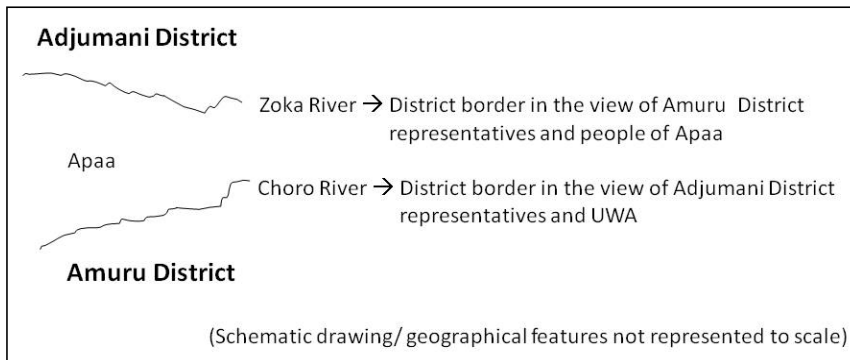 Adjumani District
Zoka River → District border in the view of Amuru District
representatives and people of Apaa
Apaa
Choro River → District border in the view of Adjumani District
representatives and UWA
Amuru District
(Schematic drawing/ geographical features not represented to scale)